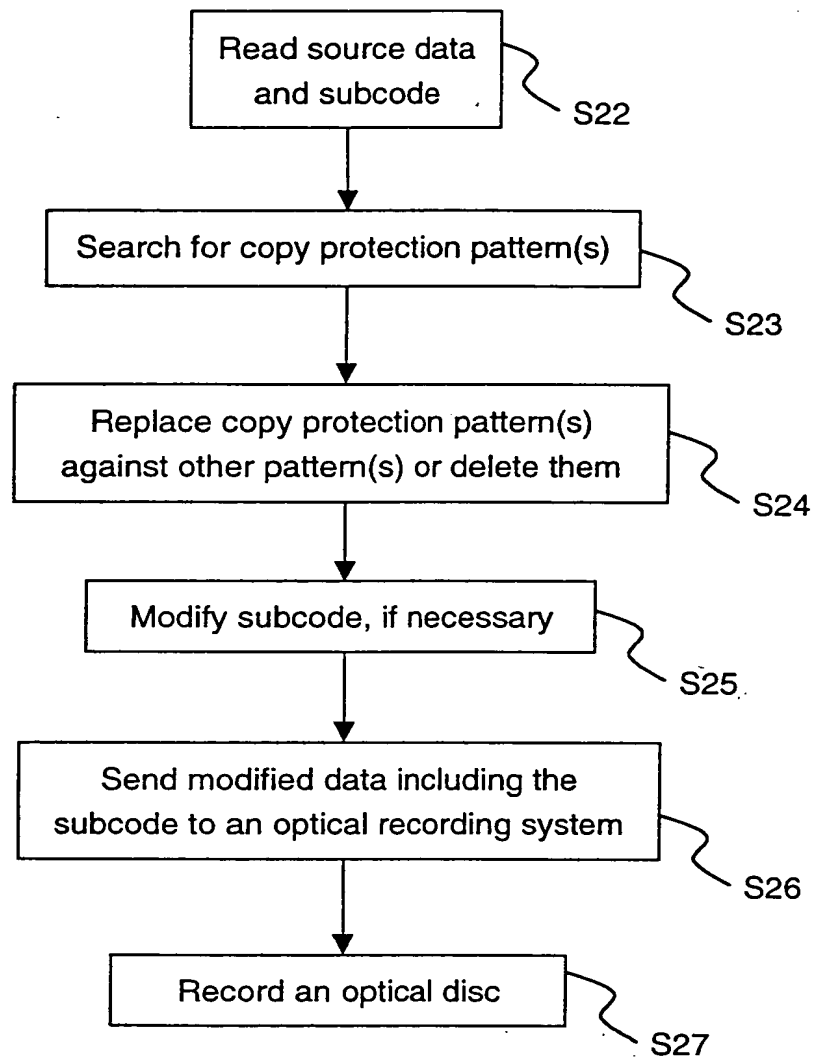 Read source data
and subcode
S22
Search for copy protection pattern(s)
S23
Replace copy protection pattern(s)
against other pattern(s) or delete them
S24
Modify subcode, if necessary
S25
Send modified data including the
subcode to an optical recording system
S26
Record an optical disc
S27